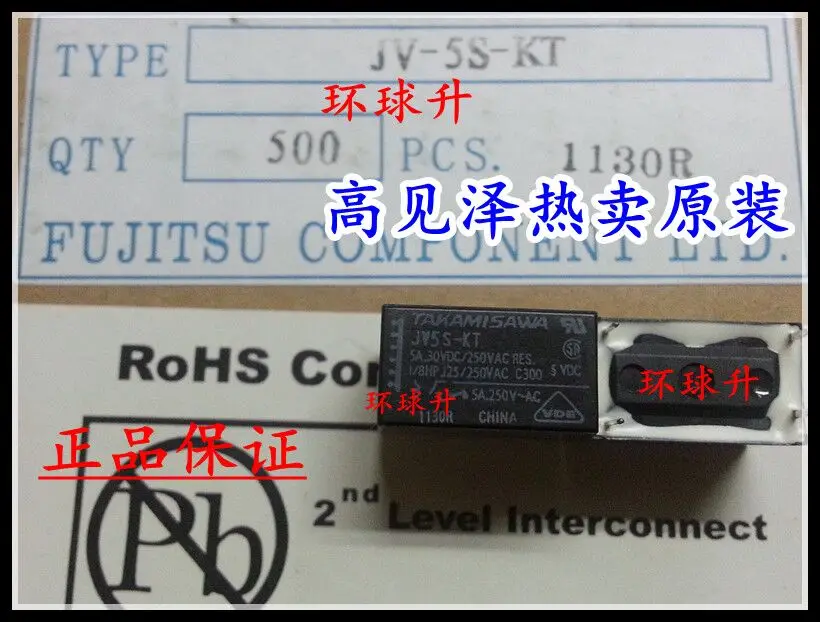 TYPE JV-5S-KT
环球升
QTY 500 PCS. 1130R
高见泽热卖原装
FUJITSU COMPONENT LTD.
TAKAMISAWA
JV5S-KT
5A.30VDC/250VAC RES.
1/8HP J25/250VAC C300 5 VDC
5A.250V~AC
环球升
1130R CHINA VDE
环球升
RoHS Com
正品保证
Pb
2nd Level Interconnect